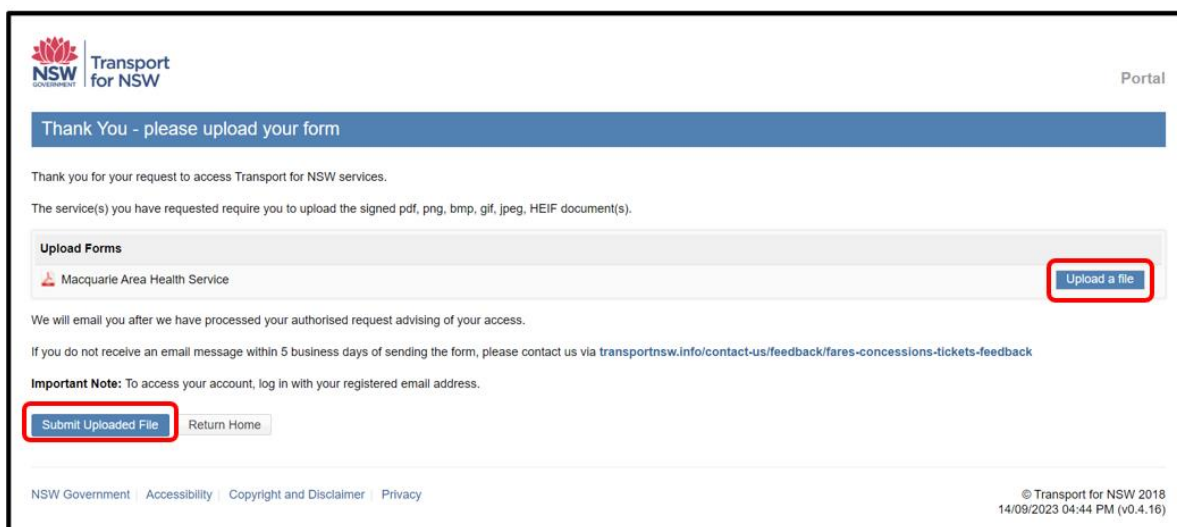 NSW
GOVERNMENT
Transport
for NSW
Portal
Thank You - please upload your form
Thank you for your request to access Transport for NSW services.
The service(s) you have requested require you to upload the signed pdf, png, bmp, gif, jpeg, HEIF document(s).
Upload Forms
Macquarie Area Health Service
Upload a file
We will email you after we have processed your authorised request advising of your access.
If you do not receive an email message within 5 business days of sending the form, please contact us via transportnsw.info/contact-us/feedback/fares-concessions-tickets-feedback
Important Note: To access your account, log in with your registered email address.
Submit Uploaded File Return Home
NSW Government | Accessibility | Copyright and Disclaimer | Privacy
© Transport for NSW 2018
14/09/2023 04:44 PM (v0.4.16)